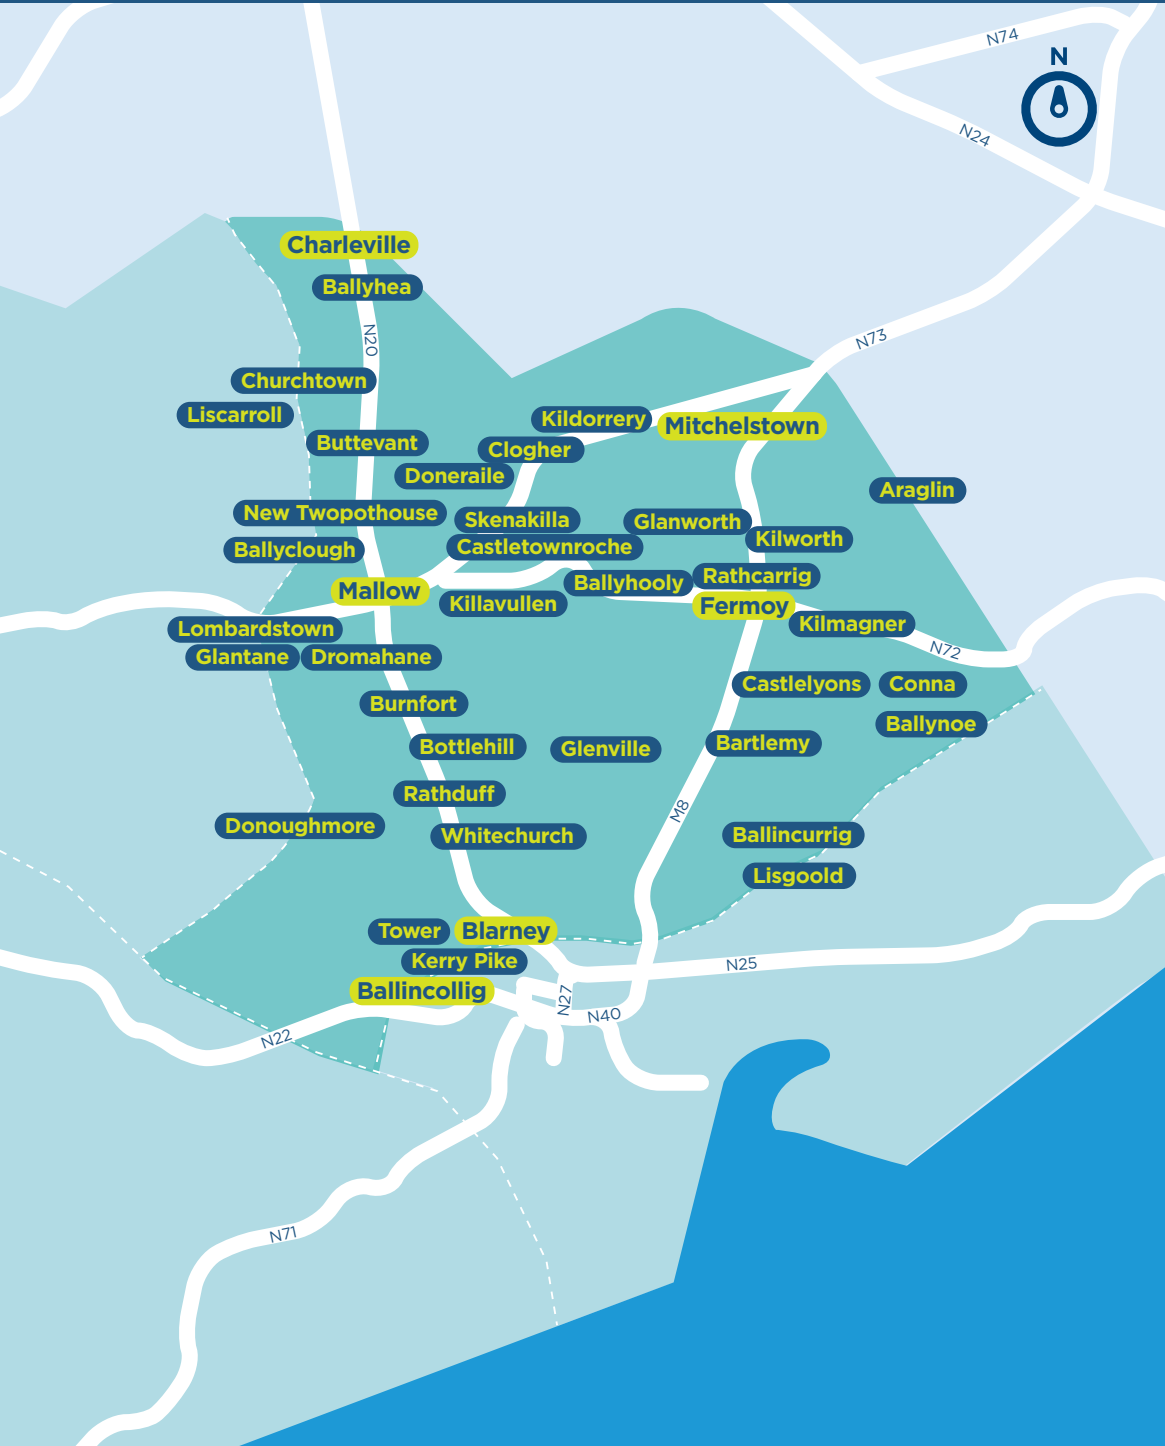 N74
N
N24
Charleville
Ballyhea
N20
N73
Churchtown
Liscarroll
Kildorrery
Mitchelstown
Buttevant
Clogher
Doneraile
Araglin
New Twopothouse
Skenakilla
Glanworth
Kilworth
Ballyclough
Castletownroche
Mallow
Ballyhooly
Rathcarrig
Killavullen
Fermoy
Kilmagner
Lombardstown
N72
Glantane
Dromahane
Castlelyons
Conna
Burnfort
Ballynoe
Bottlehill
Glenville
Bartlemy
Rathduff
M8
Donoughmore
Whitechurch
Ballincurrig
Lisgoold
Tower
Blarney
Kerry Pike
N25
Ballincollig
N27
N40
N22
N71